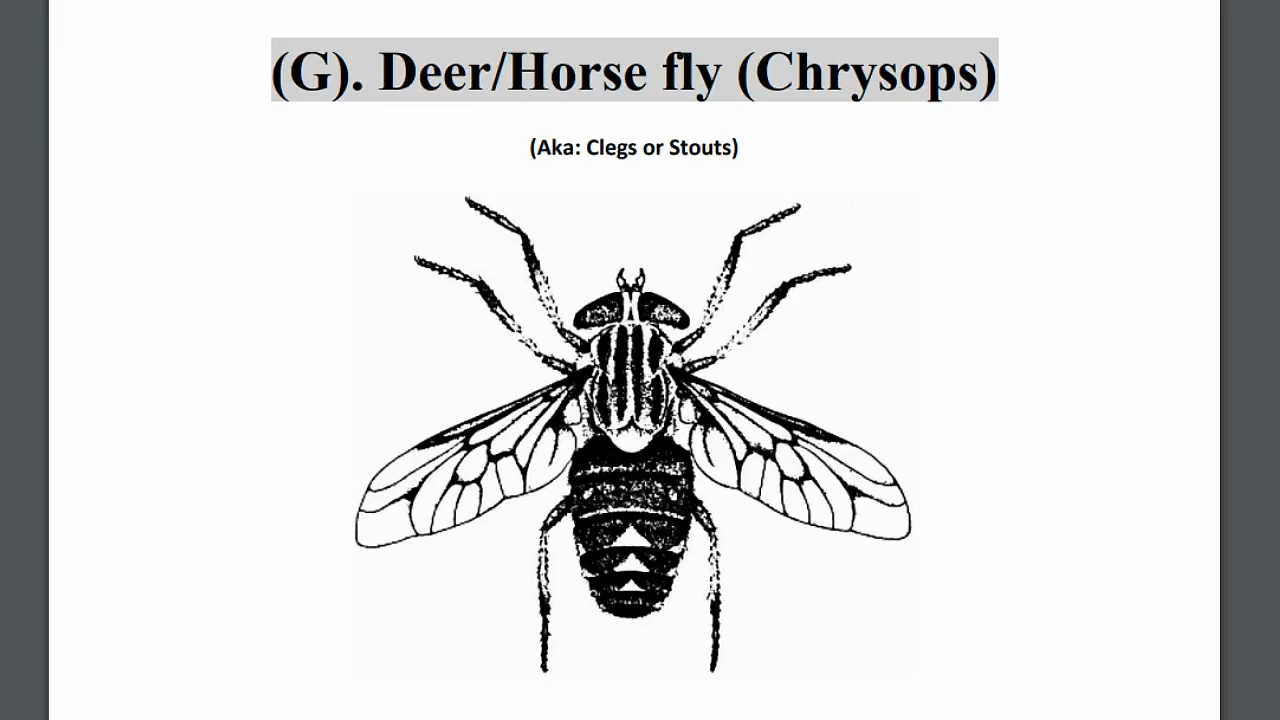 (G). Deer/Horse fly (Chrysops)
(Aka: Clegs or Stouts)